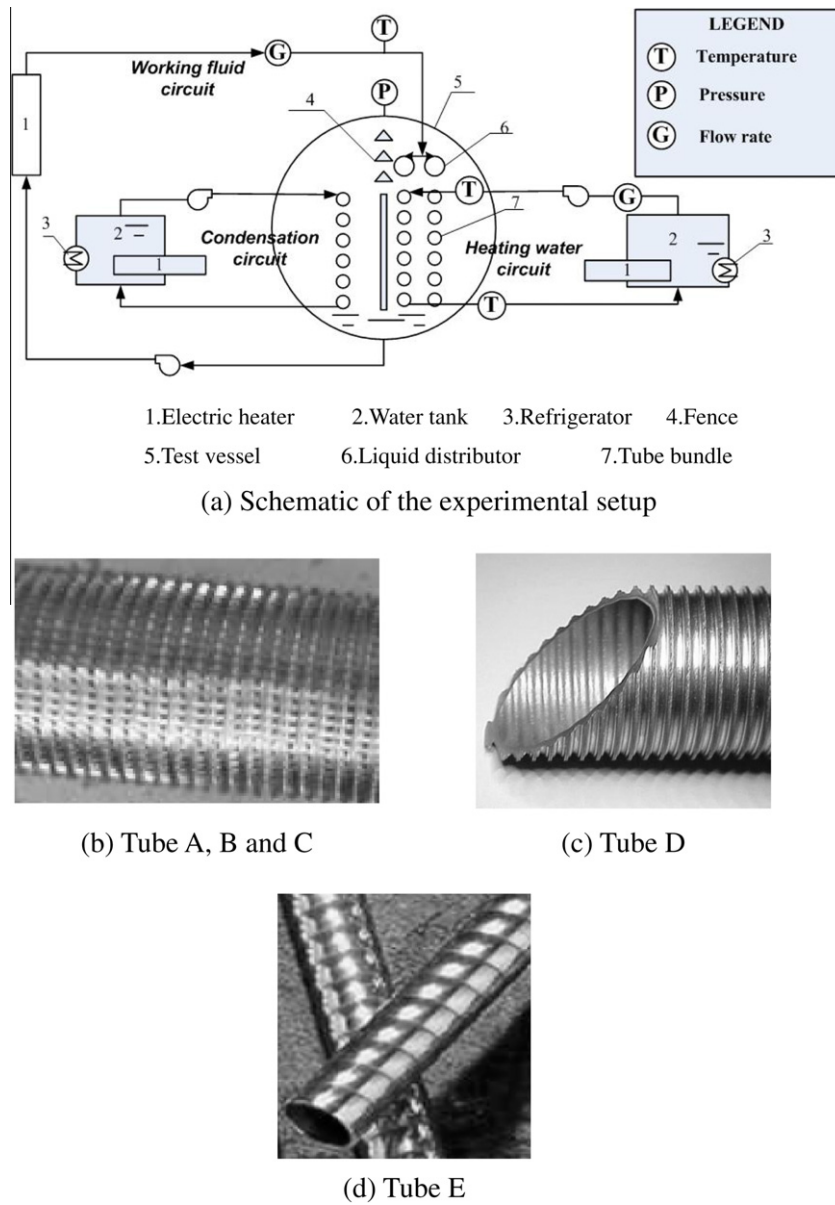 LEGEND
T Temperature
P Pressure
G Flow rate
T
G
Working fluid
circuit
P
4
5
6
1
T
G
7
3
2
Condensation
circuit
Heating water
circuit
2
3
1
1
T
1.Electric heater 2.Water tank 3.Refrigerator 4.Fence
5.Test vessel 6.Liquid distributor 7.Tube bundle
(a) Schematic of the experimental setup
(b) Tube A, B and C
(c) Tube D
(d) Tube E